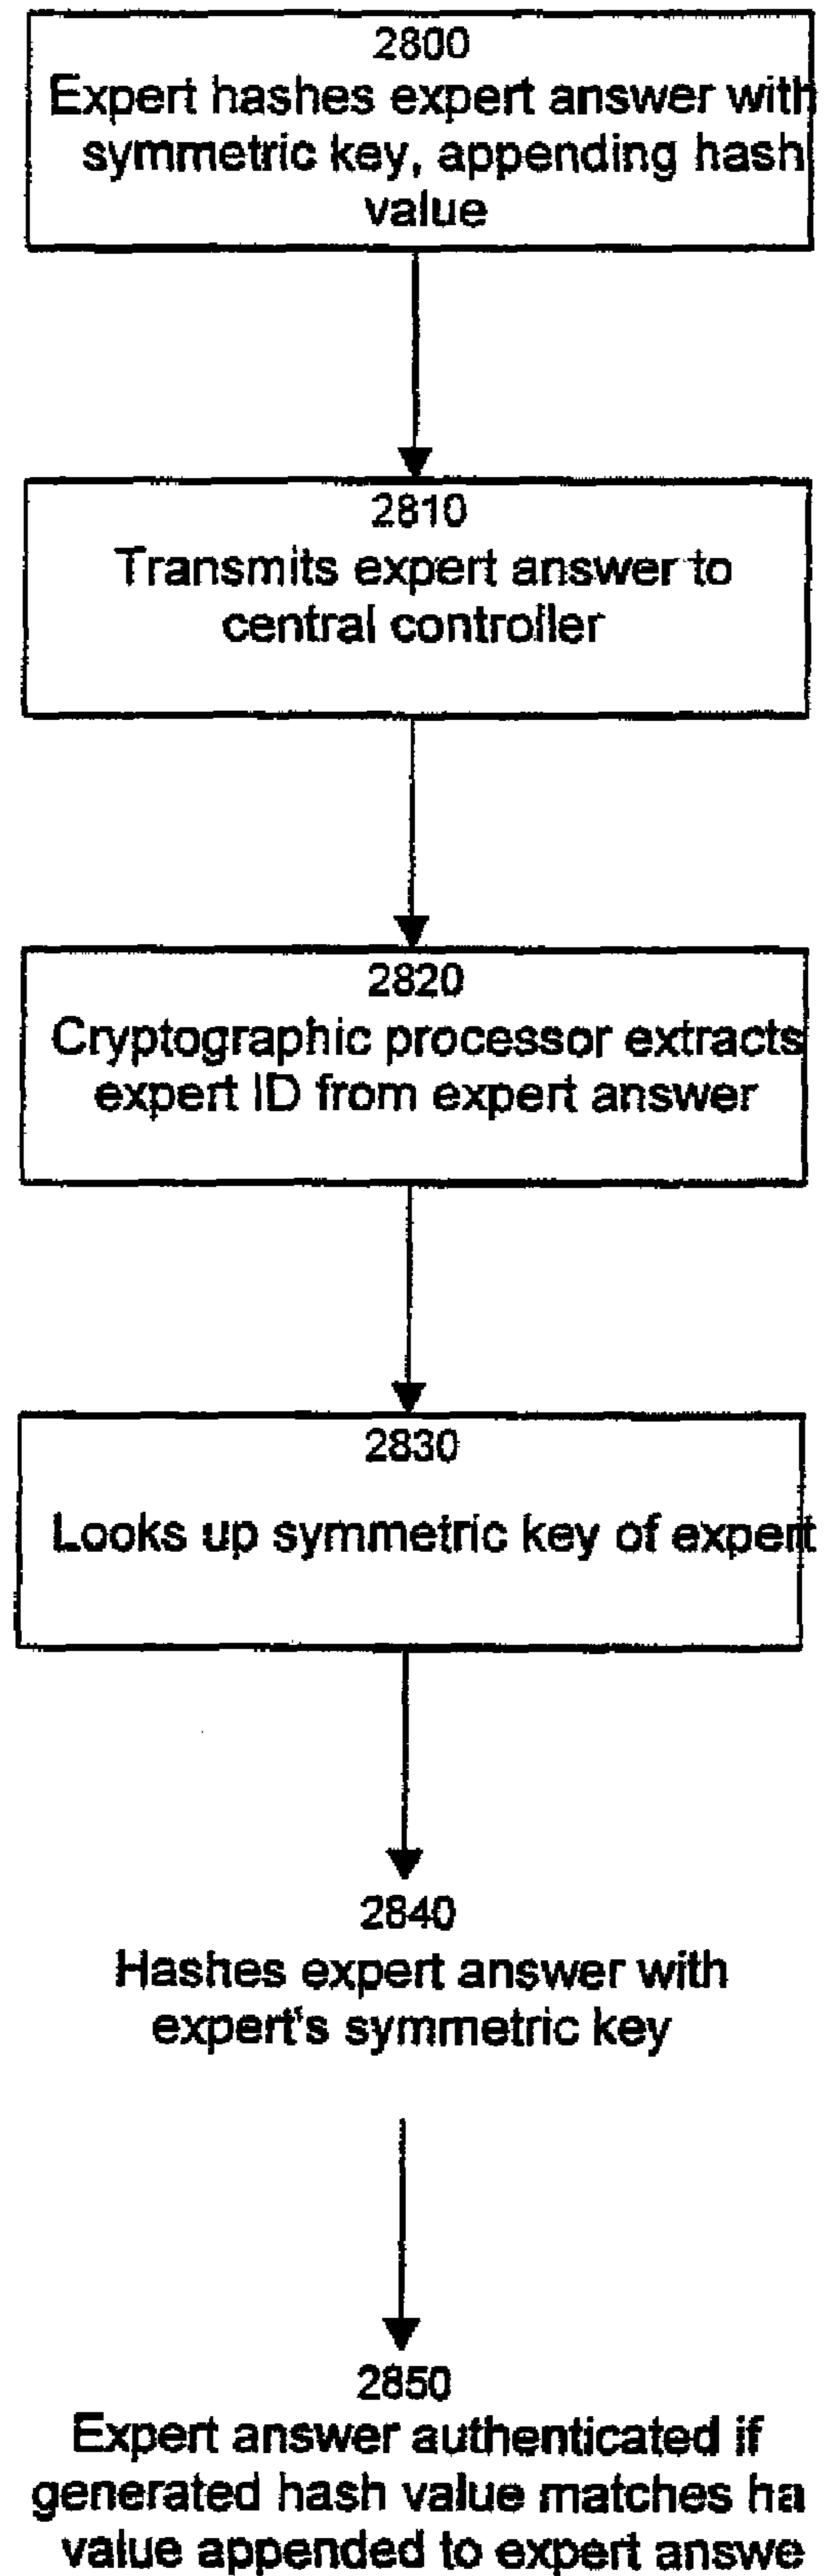 2800
Expert hashes expert answer with
symmetric key, appending hash
value
2810
Transmits expert answer to
central controller
2820
Cryptographic processor extracts
expert ID from expert answer
2830
Looks up symmetric key of expert
2840
Hashes expert answer with
expert's symmetric key
2850
Expert answer authenticated if
generated hash value matches ha
value appended to expert answe